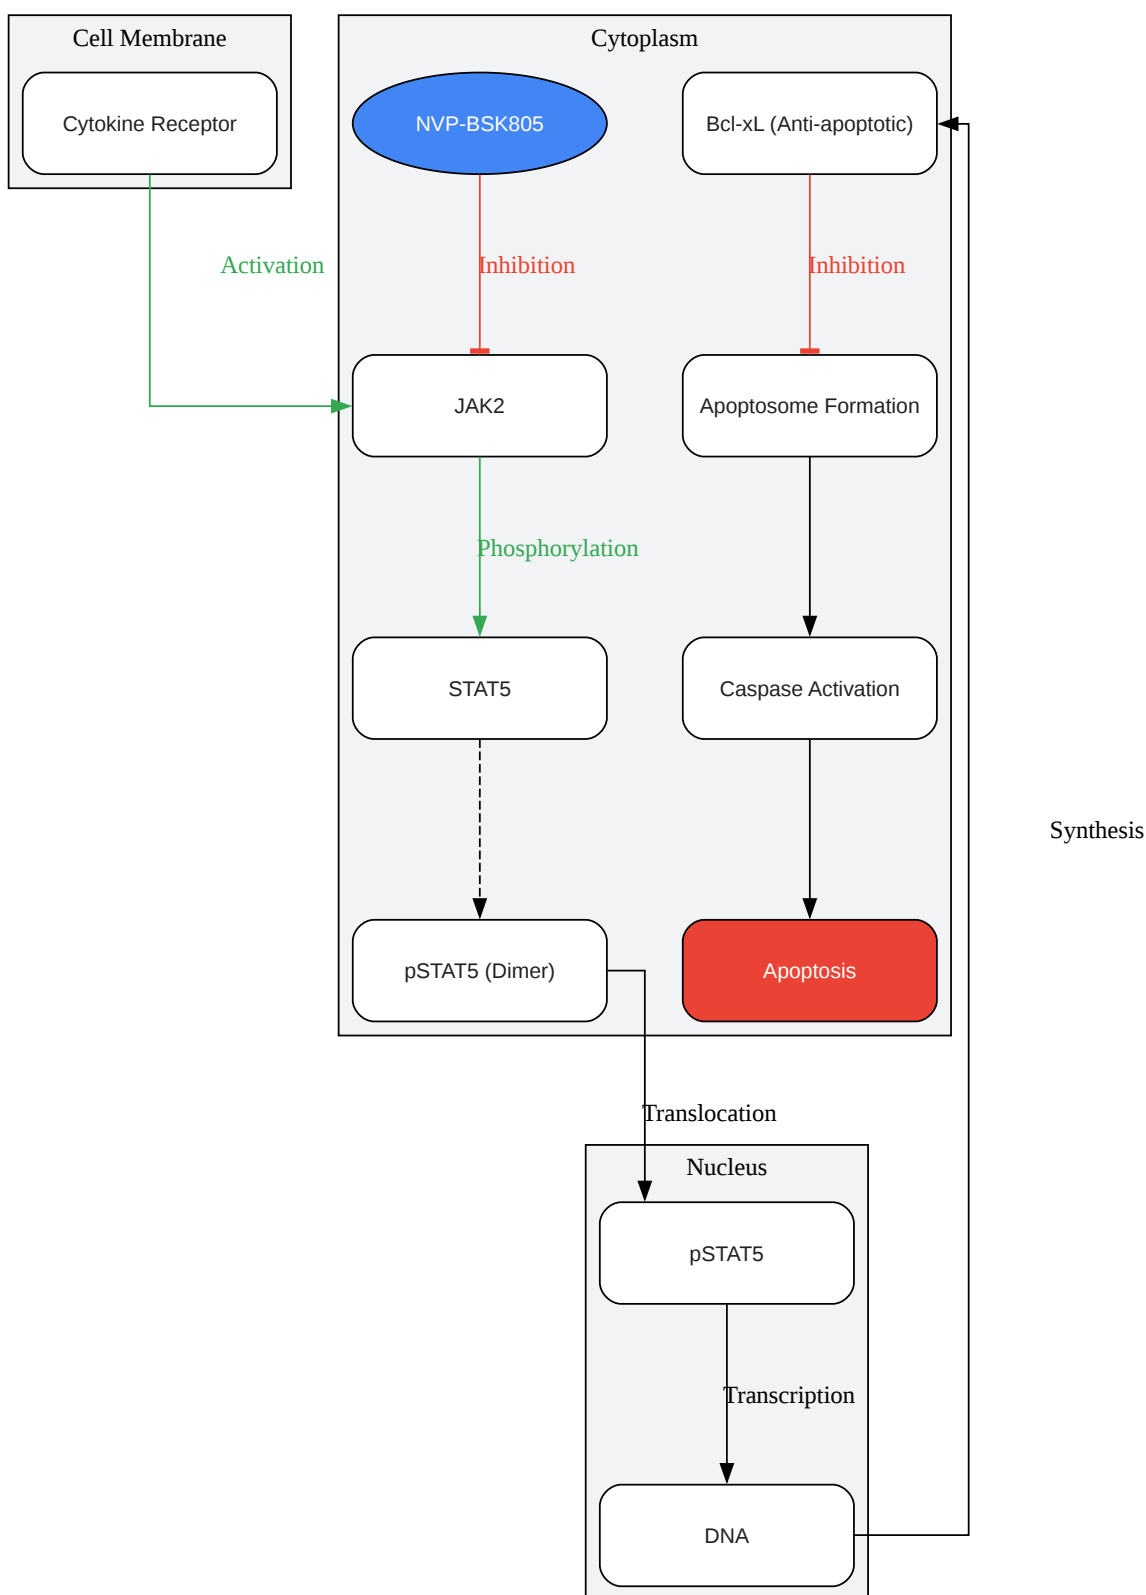 Cell Membrane
Cytoplasm
Cytokine Receptor
NVP-BSK805
Bcl-xL (Anti-apoptotic)
Activation
Inhibition
Inhibition
JAK2
Apoptosome Formation
Phosphorylation
STAT5
Caspase Activation
Synthesis
pSTAT5 (Dimer)
Apoptosis
Translocation
Nucleus
pSTAT5
Transcription
DNA